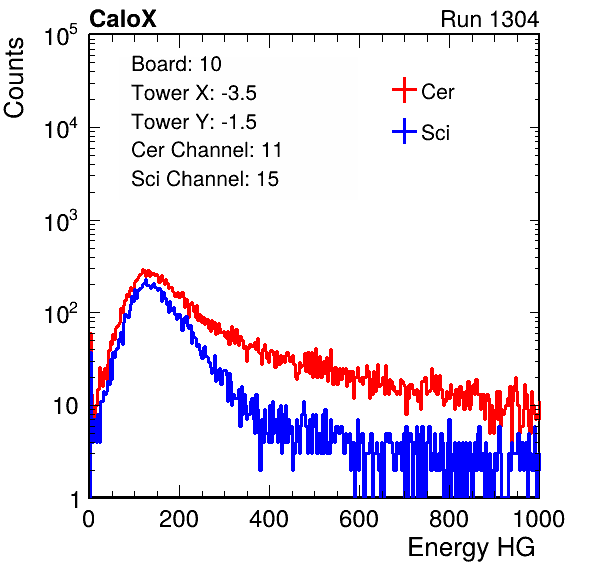 CaloX Run 1304
Counts
Board: 10
Tower X: -3.5
Tower Y: -1.5
Cer Channel: 11
Sci Channel: 15
Cer
Sci
10^5
10^4
10^3
10^2
10
1
0 200 400 600 800 1000
Energy HG